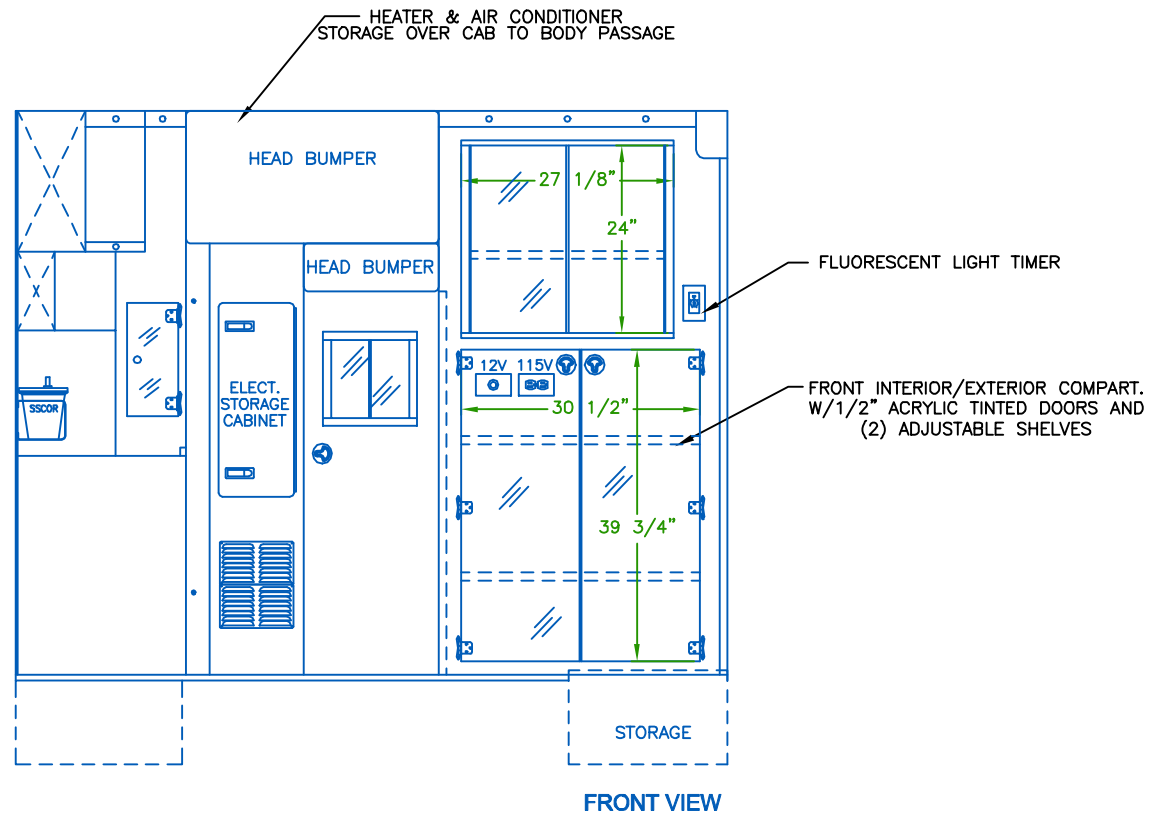 HEATER & AIR CONDITIONER
STORAGE OVER CAB TO BODY PASSAGE
HEAD BUMPER
27 1/8"
24"
HEAD BUMPER
FLUORESCENT LIGHT TIMER
12V 115V
ELECT.
STORAGE
CABINET
SSCOR
30 1/2"
FRONT INTERIOR/EXTERIOR COMPART.
W/1/2" ACRYLIC TINTED DOORS AND
(2) ADJUSTABLE SHELVES
39 3/4"
STORAGE
FRONT VIEW